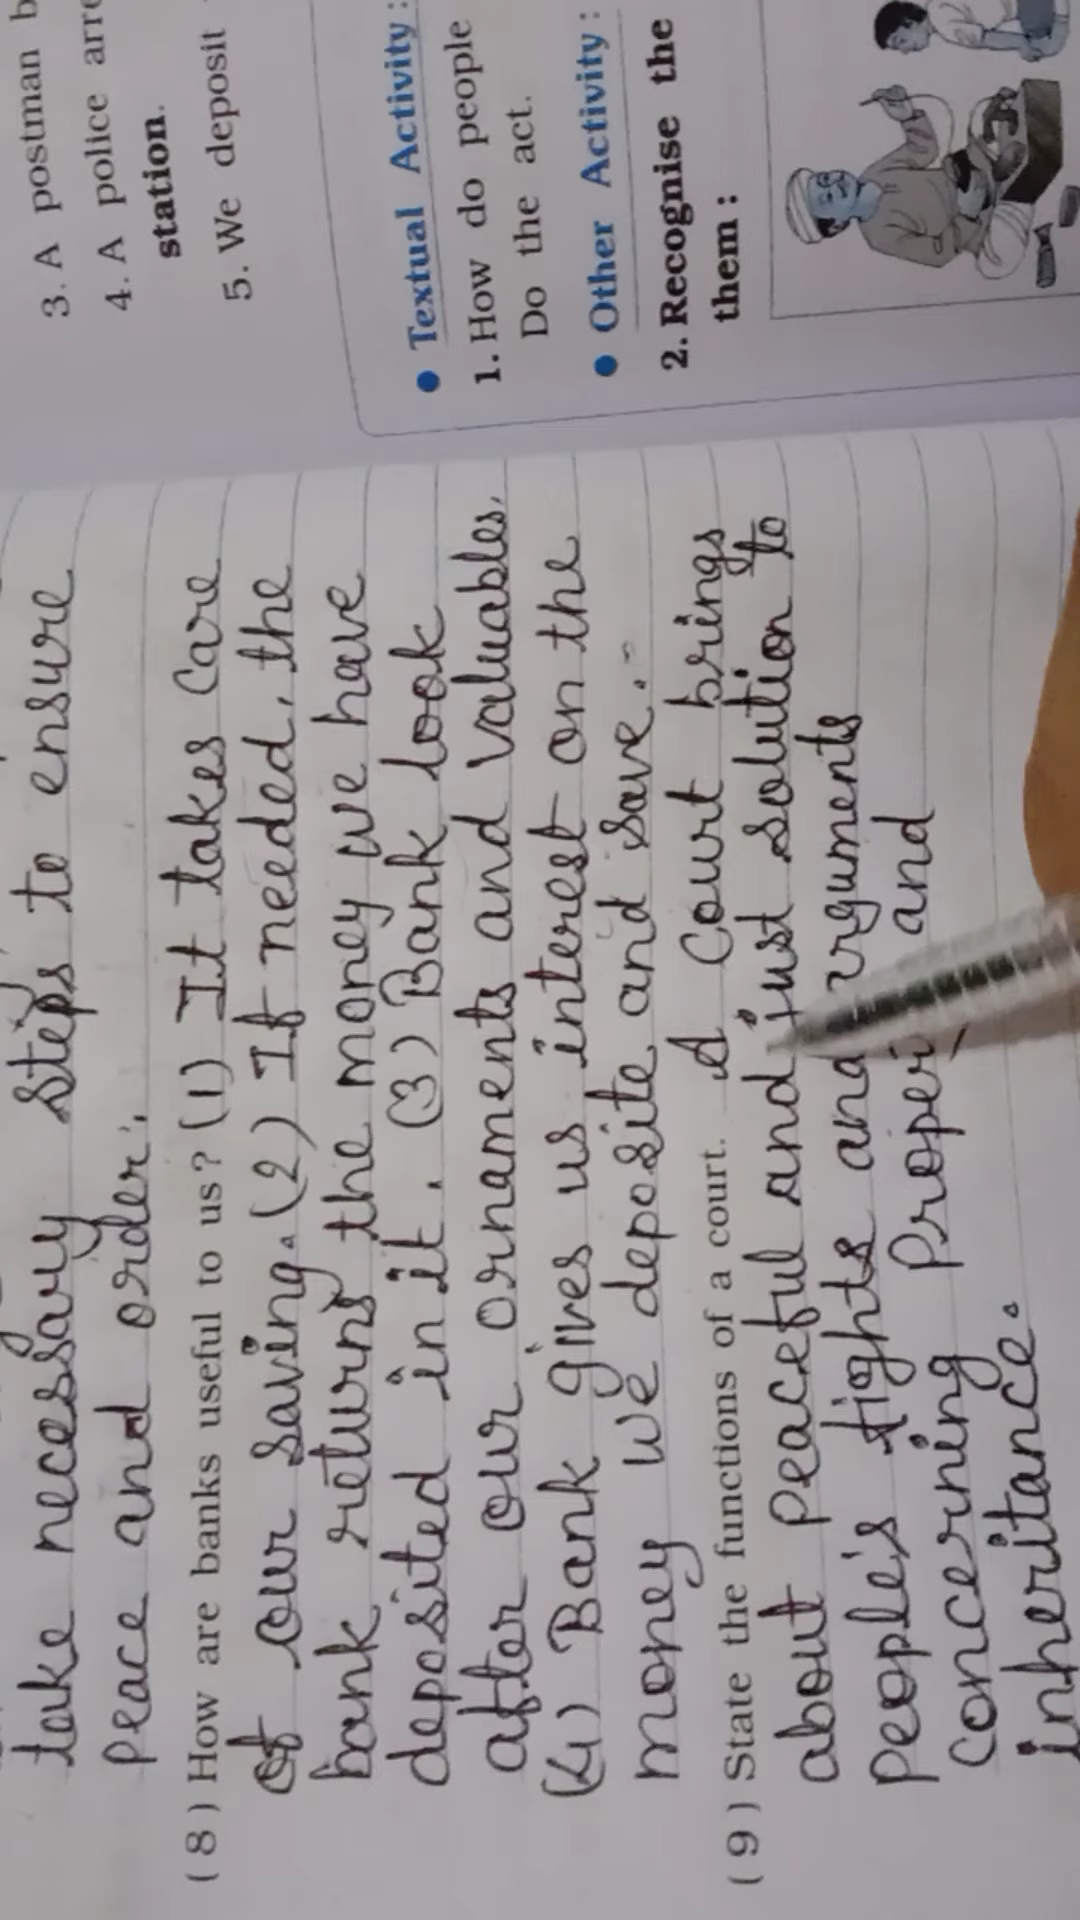 take necessary steps to ensure
peace and order.
(8) How are banks useful to us? (1) It takes care
of our saving. (2) If needed, the
bank returns the money we have
deposited in it. (3) Bank look
after our ornaments and valuables.
(4) Bank gives us interest on the
money we deposite and save.
(9) State the functions of a court. A Court brings
about peaceful and just solution to
people's fights and arguments
concerning and
inheritance.
3. A postman b
4. A police arre
station.
5. We deposit
• Textual Activity :
1. How do people
Do the act.
• Other Activity :
2. Recognise the
them :